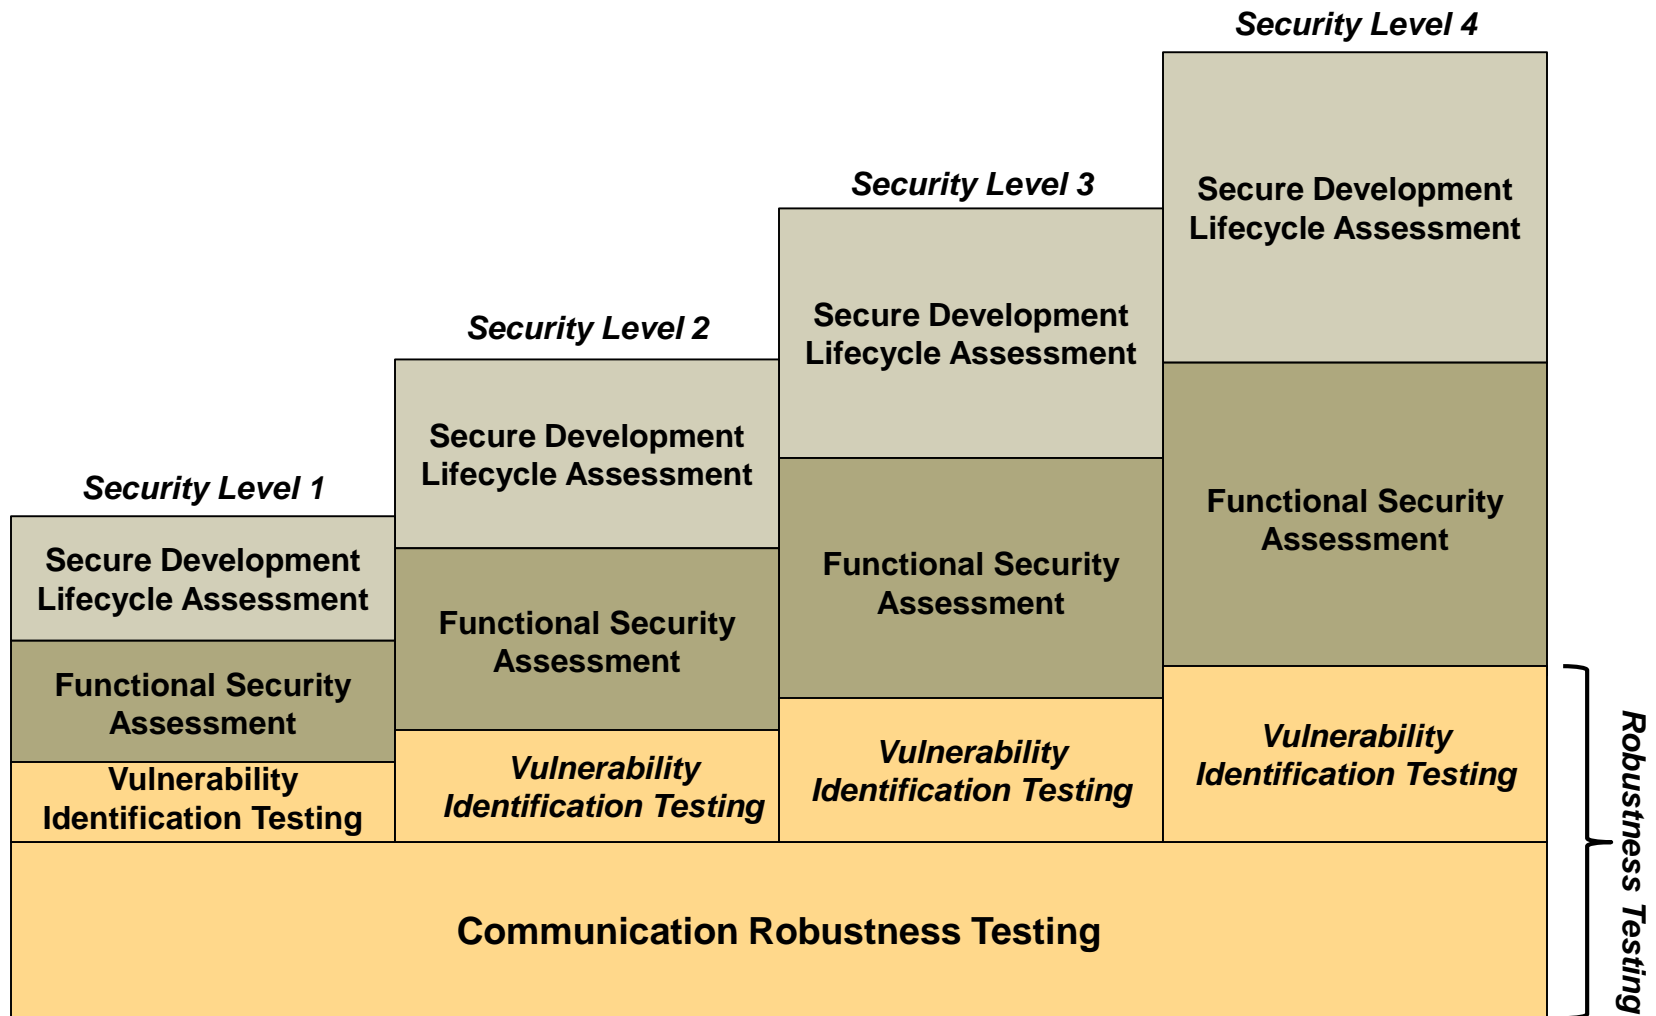 Security Level 4
Secure Development
Lifecycle Assessment
Functional Security
Assessment
Vulnerability
Identification Testing
Security Level 3
Secure Development
Lifecycle Assessment
Functional Security
Assessment
Vulnerability
Identification Testing
Security Level 2
Secure Development
Lifecycle Assessment
Functional Security
Assessment
Vulnerability
Identification Testing
Security Level 1
Secure Development
Lifecycle Assessment
Functional Security
Assessment
Vulnerability
Identification Testing
Communication Robustness Testing
Robustness Testing